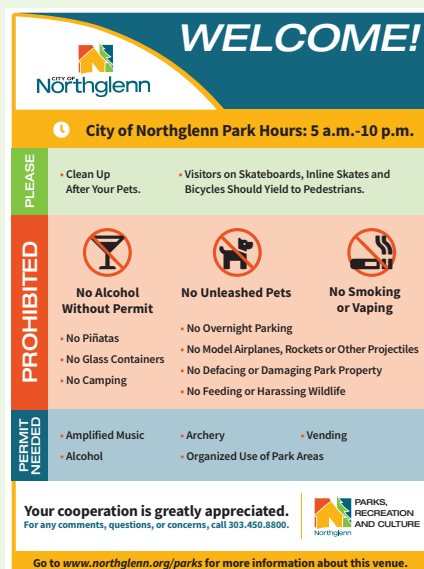 WELCOME!
CITY OF
Northglenn
City of Northglenn Park Hours: 5 a.m.-10 p.m.
PLEASE
• Clean Up
After Your Pets.
• Visitors on Skateboards, Inline Skates and
Bicycles Should Yield to Pedestrians.
PROHIBITED
No Alcohol
Without Permit
No Unleashed Pets
No Smoking
or Vaping
• No Piñatas
• No Glass Containers
• No Camping
• No Overnight Parking
• No Model Airplanes, Rockets or Other Projectiles
• No Defacing or Damaging Park Property
• No Feeding or Harassing Wildlife
PERMIT
NEEDED
• Amplified Music
• Alcohol
• Archery
• Organized Use of Park Areas
• Vending
Your cooperation is greatly appreciated.
For any comments, questions, or concerns, call 303.450.8800.
Northglenn
PARKS,
RECREATION
AND CULTURE
Go to www.northglenn.org/parks for more information about this venue.